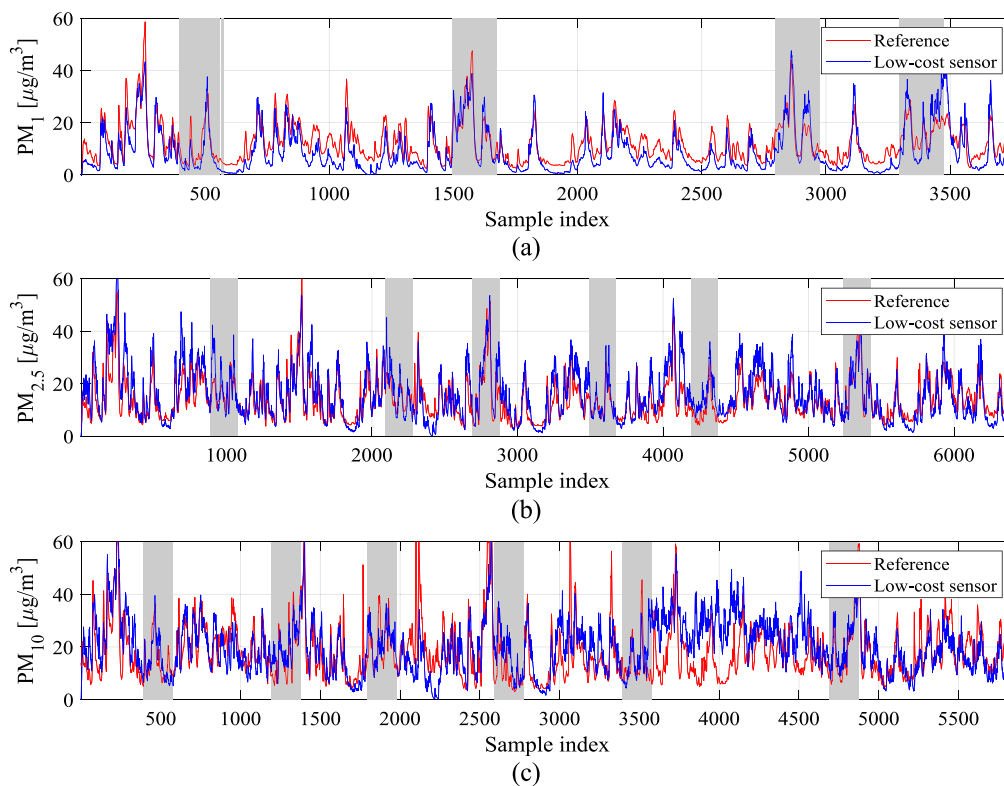 (a)
60
40
20
0
PM1 [μg/m3]
Reference
Low-cost sensor
500 1000 1500 2000 2500 3000 3500
Sample index
(a)
60
40
20
0
PM2.5 [μg/m3]
Reference
Low-cost sensor
1000 2000 3000 4000 5000 6000
Sample index
(b)
60
40
20
0
PM10 [μg/m3]
Reference
Low-cost sensor
500 1000 1500 2000 2500 3000 3500 4000 4500 5000 5500
Sample index
(c)